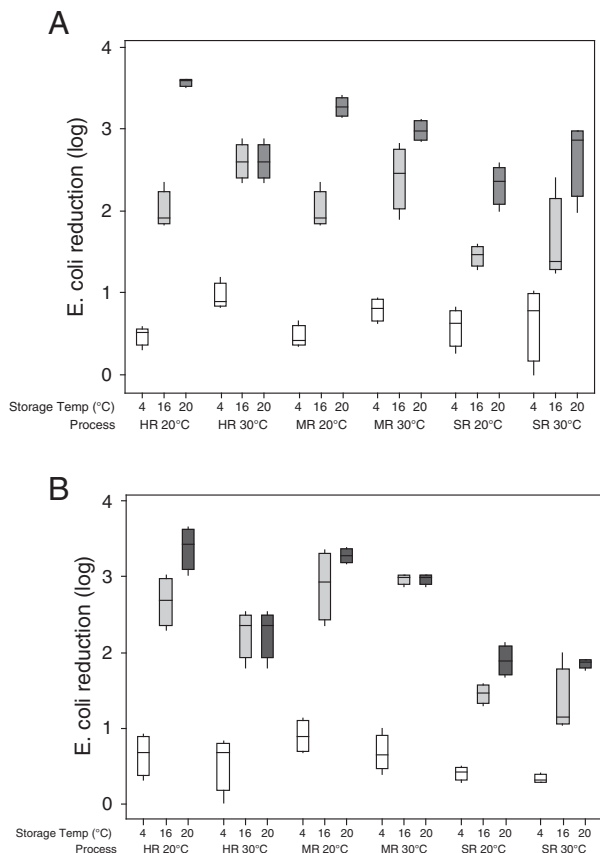 A
4
3
2
1
0
E. coli reduction (log)
Storage Temp (°C) 4 16 20 4 16 20 4 16 20 4 16 20 4 16 20 4 16 20
Process HR 20°C HR 30°C MR 20°C MR 30°C SR 20°C SR 30°C
B
4
3
2
1
0
E. coli reduction (log)
Storage Temp (°C) 4 16 20 4 16 20 4 16 20 4 16 20 4 16 20 4 16 20
Process HR 20°C HR 30°C MR 20°C MR 30°C SR 20°C SR 30°C